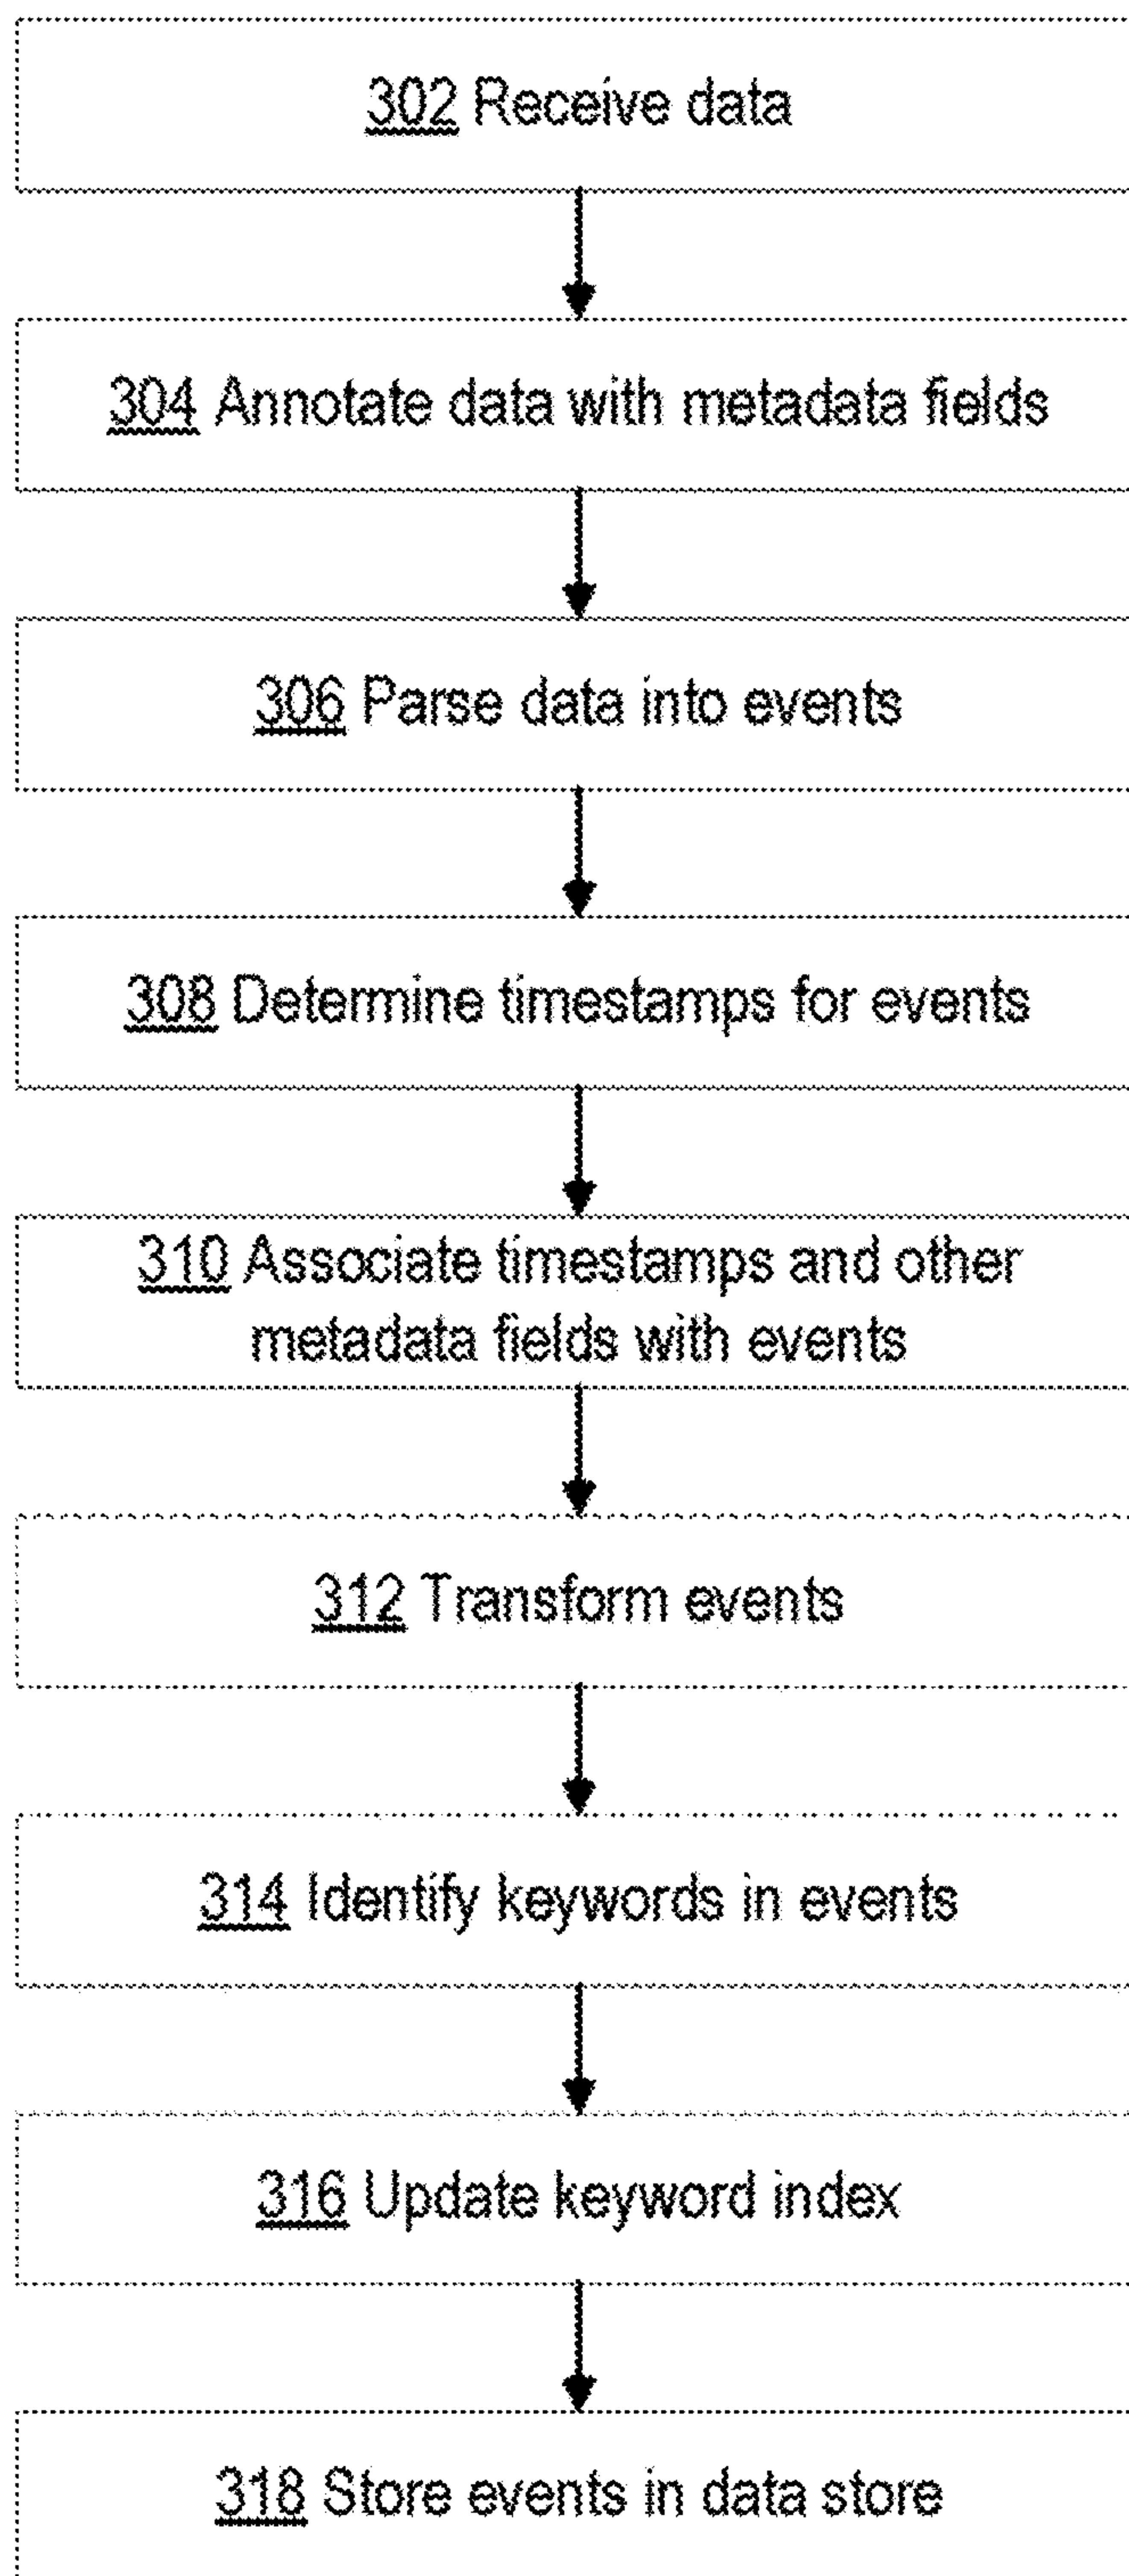 302 Receive data
304 Annotate data with metadata fields
306 Parse data into events
308 Determine timestamps for events
310 Associate timestamps and other
metadata fields with events
312 Transform events
314 Identify keywords in events
316 Update keyword index
318 Store events in data store